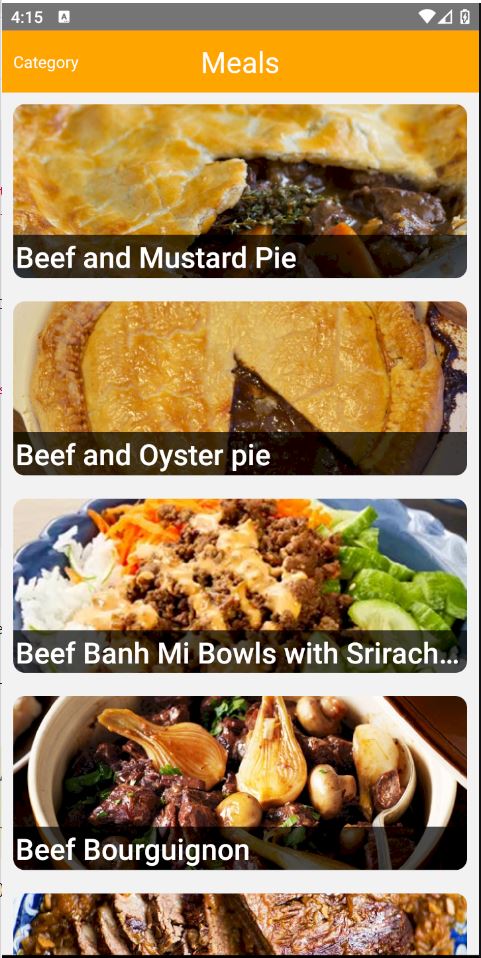 4:15
A
Category
Meals
Beef and Mustard Pie
Beef and Oyster pie
Beef Banh Mi Bowls with Srirach...
Beef Bourguignon